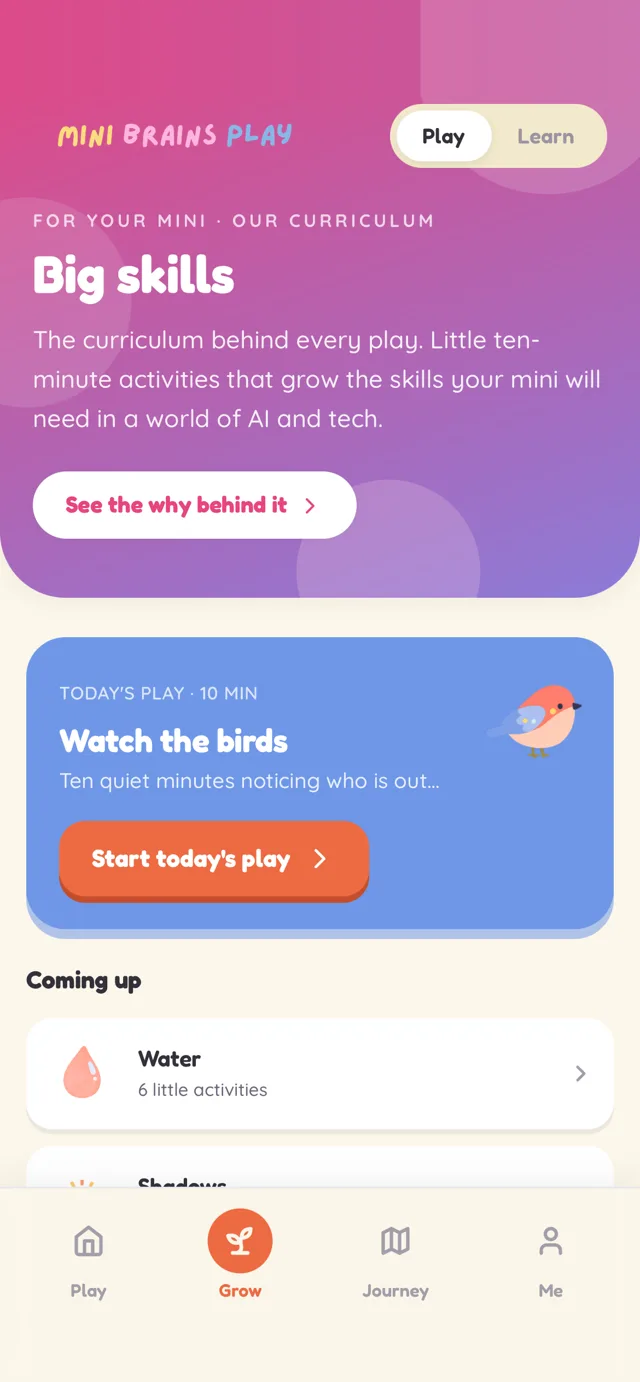 MINI BRAINS PLAY
Play
Learn
FOR YOUR MINI · OUR CURRICULUM
Big skills
The curriculum behind every play. Little ten-
minute activities that grow the skills your mini will
need in a world of AI and tech.
See the why behind it
TODAY'S PLAY · 10 MIN
Watch the birds
Ten quiet minutes noticing who is out...
Start today's play
Coming up
Water
6 little activities
Shadows
Play
Grow
Journey
Me